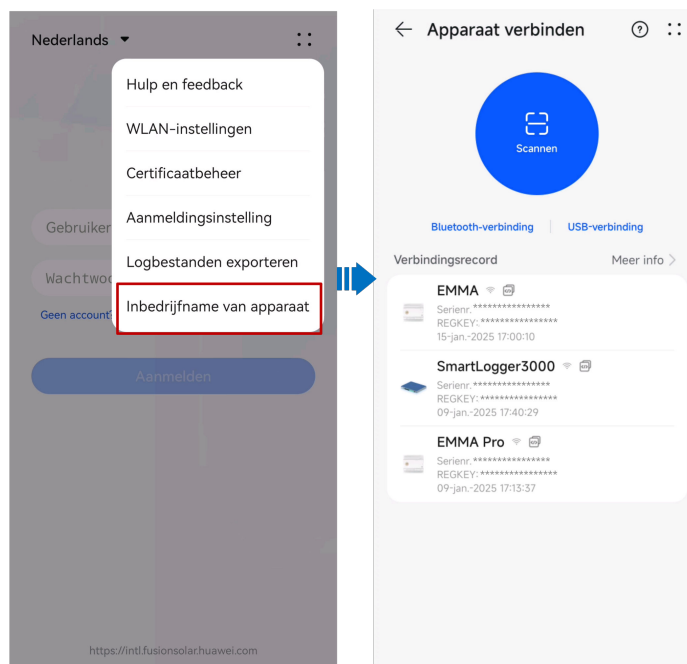 Nederlands
Hulp en feedback
WLAN-instellingen
Certificaatbeheer
Aanmeldingsinstelling
Logbestanden exporteren
Inbedrijfname van apparaat
Gebruiker
Wachtwoo
Geen account?
Aanmelden
https://intl.fusionsolar.huawei.com
Apparaat verbinden
Scannen
Bluetooth-verbinding USB-verbinding
Verbindingsrecord Meer info
EMMA
Serienr.****************
REGKEY:****************
15-jan.-2025 17:00:10
SmartLogger3000
Serienr.****************
REGKEY:****************
09-jan.-2025 17:40:29
EMMA Pro
Serienr.****************
REGKEY:****************
09-jan.-2025 17:13:37